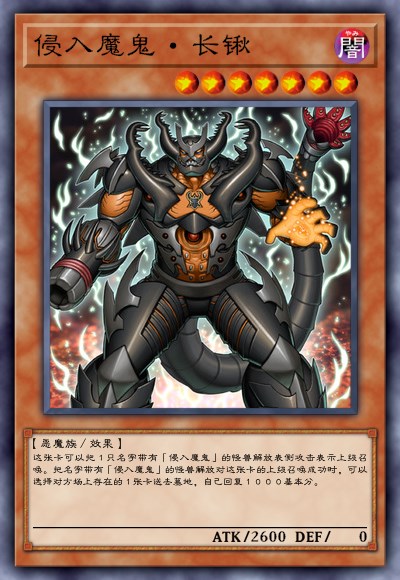 侵入魔鬼・长锹
やみ
闇
【恶魔族／效果】
这张卡可以把1只名字带有「侵入魔鬼」的怪兽解放表侧攻击表示上级召
唤。把名字带有「侵入魔鬼」的怪兽解放对这张卡的上级召唤成功时，可以
选择对方场上存在的1张卡送去墓地，自己回复1000基本分。
ATK/2600 DEF/ 0